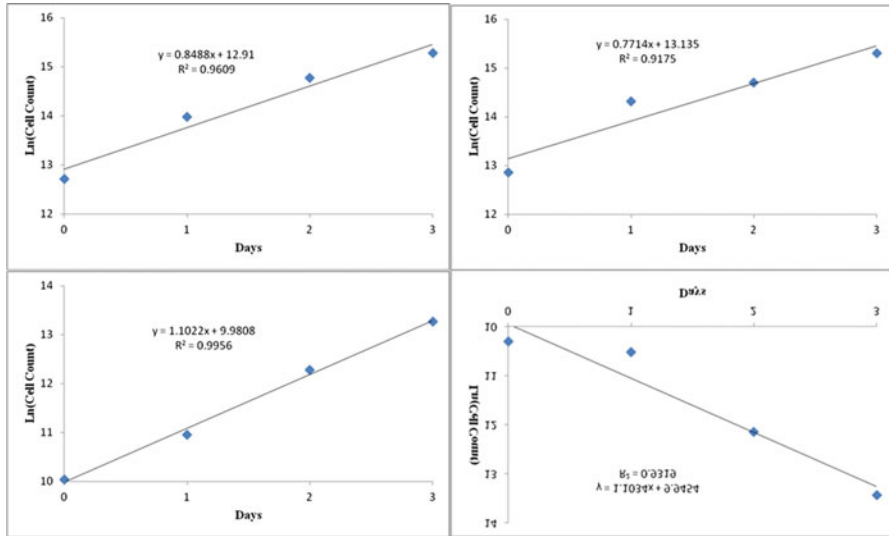 16
15
14
13
12
Ln(Cell Count)
y = 0.8488x + 12.91
R² = 0.9609
0 1 2 3
Days
16
15
14
13
12
Ln(Cell Count)
y = 0.7714x + 13.135
R² = 0.9175
0 1 2 3
Days
14
13
12
11
10
Ln(Cell Count)
y = 1.1022x + 9.9808
R² = 0.9956
0 1 2 3
Days
Days
0 1 2 3
10
11
12
13
14
Ln(Cell Count)
R² = 0.9319
y = 1.1034x + 9.9454